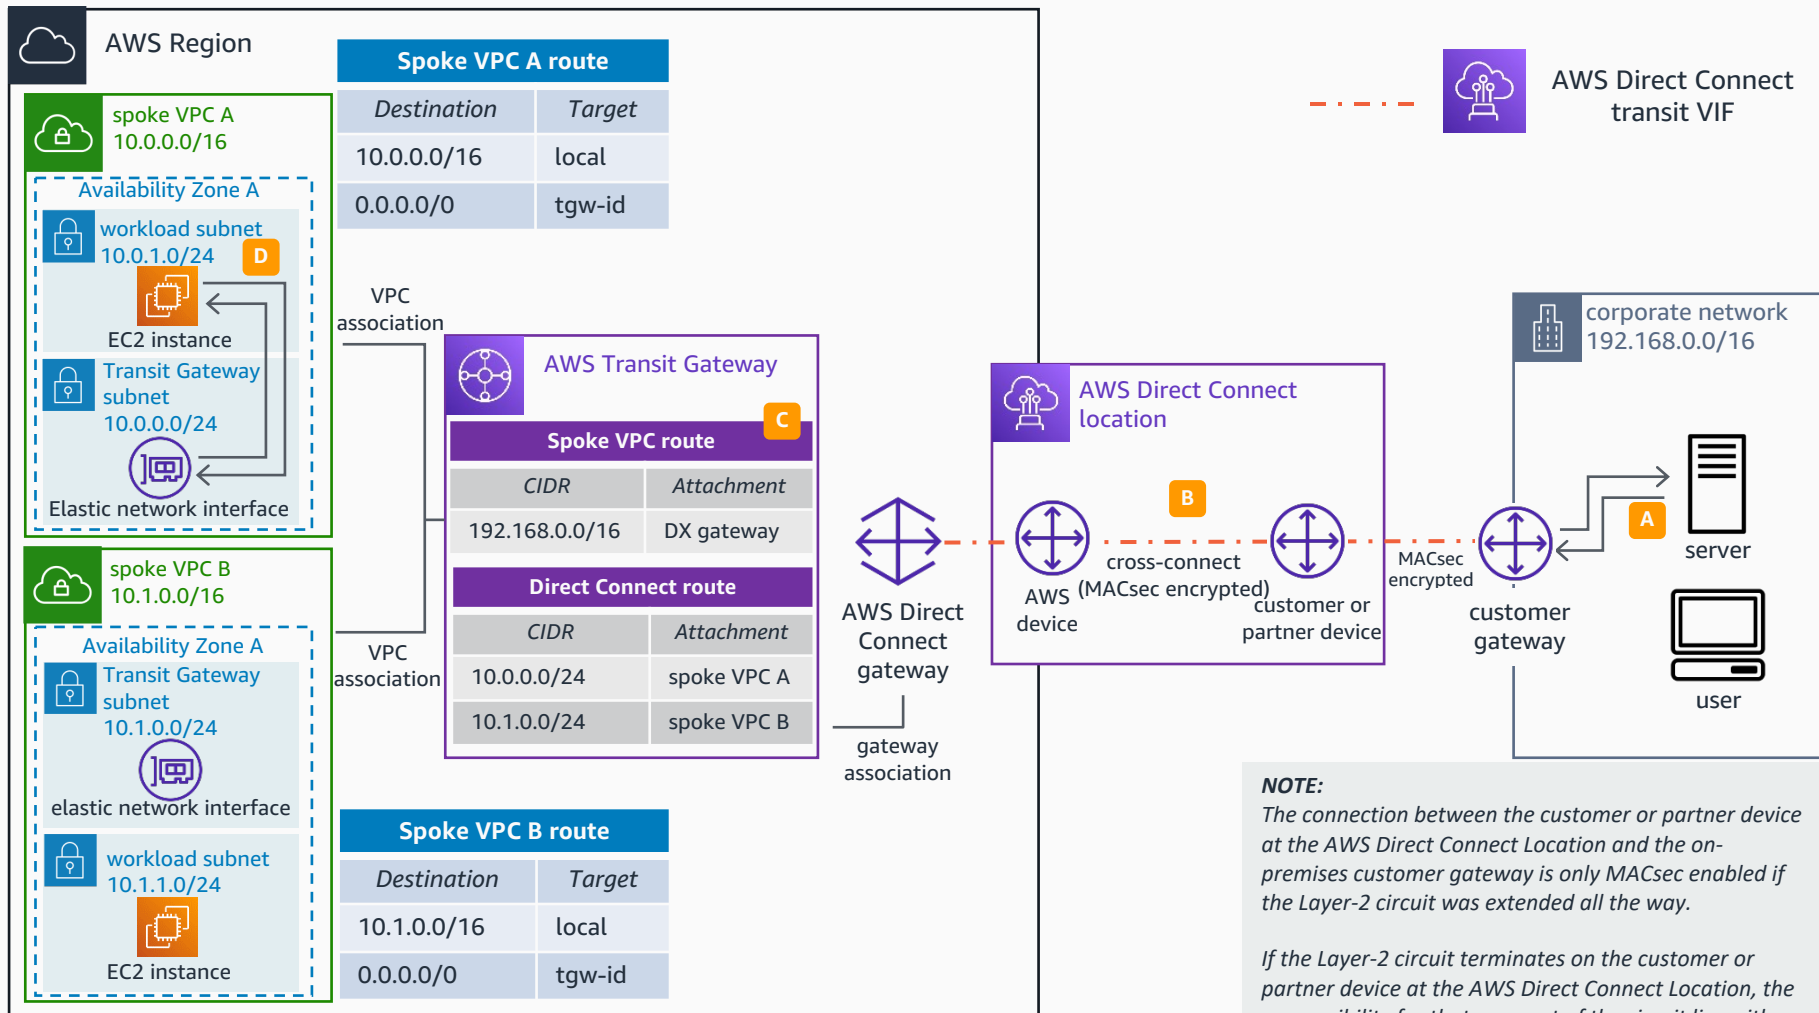 AWS Region
spoke VPC A
10.0.0.0/16
Availability Zone A
workload subnet
10.0.1.0/24
D
EC2 instance
Transit Gateway
subnet
10.0.0.0/24
Elastic network interface
spoke VPC B
10.1.0.0/16
Availability Zone A
Transit Gateway
subnet
10.1.0.0/24
elastic network interface
workload subnet
10.1.1.0/24
EC2 instance
Spoke VPC A route
Destination Target
10.0.0.0/16 local
0.0.0.0/0 tgw-id
VPC
association
VPC
association
AWS Transit Gateway
C
Spoke VPC route
CIDR Attachment
192.168.0.0/16 DX gateway
Direct Connect route
CIDR Attachment
10.0.0.0/24 spoke VPC A
10.1.0.0/24 spoke VPC B
Spoke VPC B route
Destination Target
10.1.0.0/16 local
0.0.0.0/0 tgw-id
AWS Direct
Connect
gateway
gateway
association
AWS Direct Connect
transit VIF
AWS Direct Connect
location
B
AWS
device
cross-connect
(MACsec encrypted)
customer or
partner device
MACsec
encrypted
corporate network
192.168.0.0/16
A
server
customer
gateway
user
NOTE:
The connection between the customer or partner device
at the AWS Direct Connect Location and the on-
premises customer gateway is only MACsec enabled if
the Layer-2 circuit was extended all the way.
If the Layer-2 circuit terminates on the customer or
partner device at the AWS Direct Connect Location, the